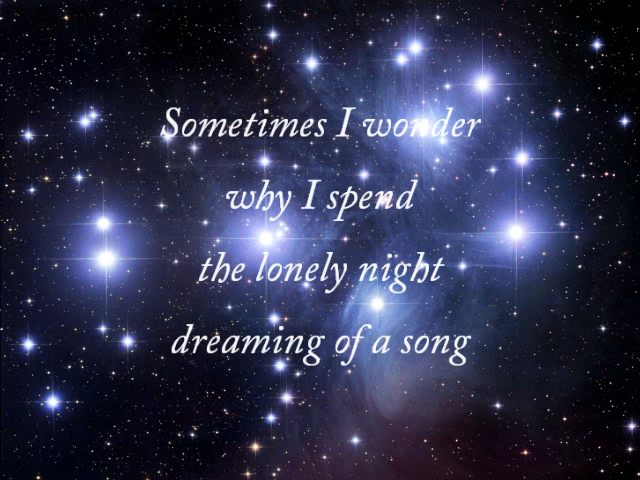 Sometimes I wonder
why I spend
the lonely night
dreaming of a song